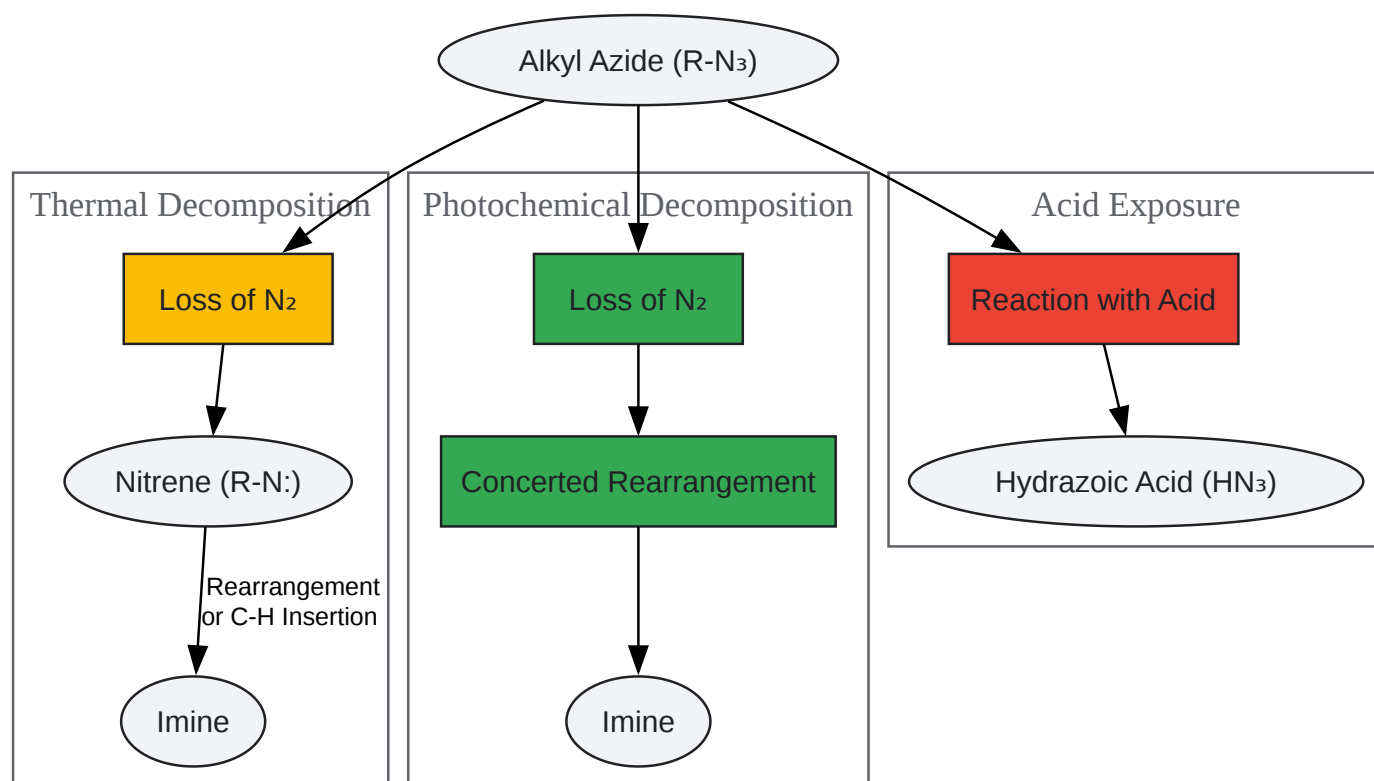 Alkyl Azide (R-N₃)
Thermal Decomposition
Photochemical Decomposition
Acid Exposure
Loss of N₂
Loss of N₂
Reaction with Acid
Nitrene (R-N:)
Concerted Rearrangement
Hydrazoic Acid (HN₃)
Rearrangement
or C-H Insertion
Imine
Imine